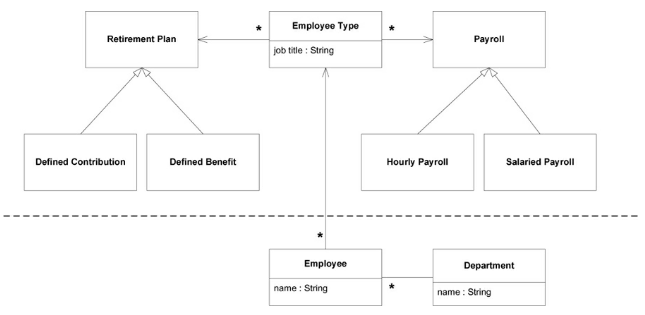 Retirement Plan
*
Employee Type
job title : String
*
Payroll
Defined Contribution
Defined Benefit
Hourly Payroll
Salaried Payroll
*
Employee
name : String
*
Department
name : String